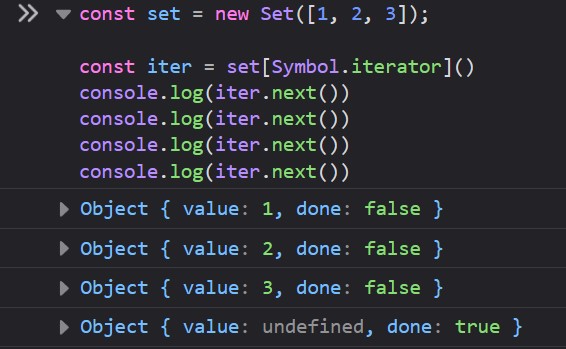 const set = new Set([1, 2, 3]);
const iter = set[Symbol.iterator]()
console.log(iter.next())
console.log(iter.next())
console.log(iter.next())
console.log(iter.next())
Object { value: 1, done: false }
Object { value: 2, done: false }
Object { value: 3, done: false }
Object { value: undefined, done: true }